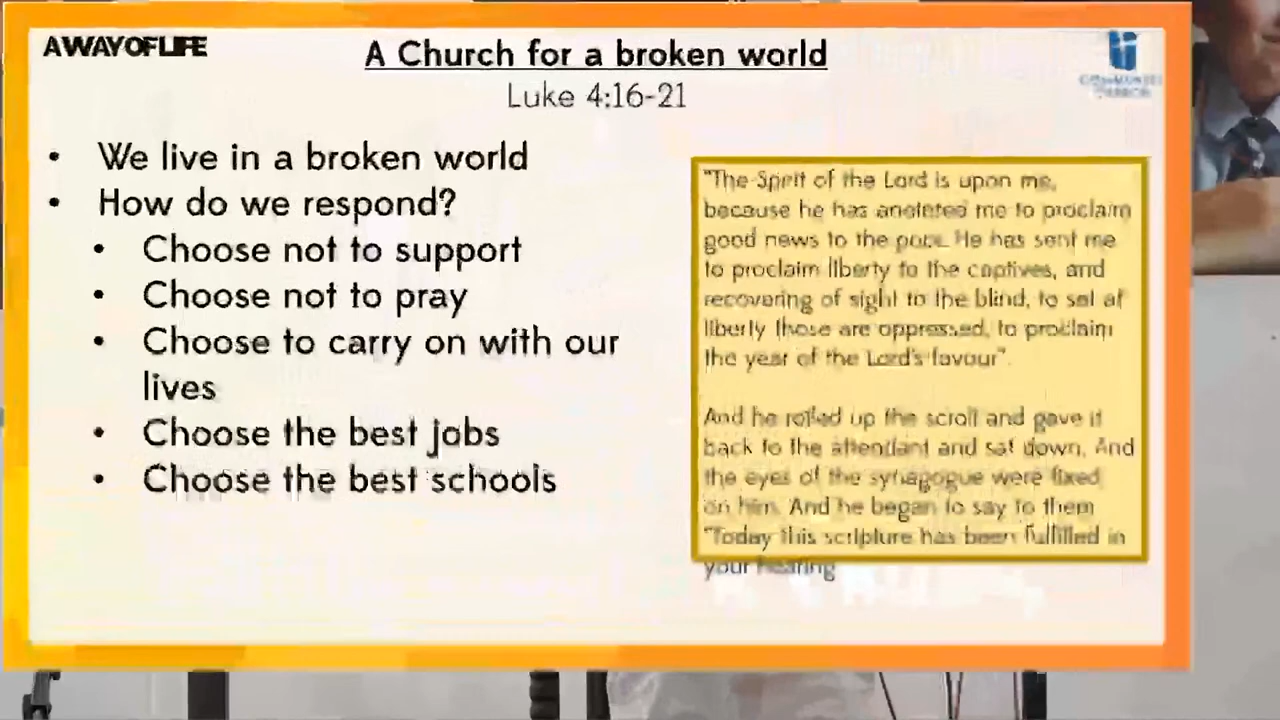 A WAY OF LIFE
A Church for a broken world
Luke 4:16-21
COMMUNITY
CHURCH
• We live in a broken world
• How do we respond?
• Choose not to support
• Choose not to pray
• Choose to carry on with our
lives
• Choose the best jobs
• Choose the best schools
"The Spirit of the Lord is upon me,
because he has anointed me to proclaim
good news to the poor. He has sent me
to proclaim liberty to the captives, and
recovering of sight to the blind, to set at
liberty those are oppressed, to proclaim
the year of the Lord's favour".
And he rolled up the scroll and gave it
back to the attendant and sat down. And
the eyes of the synagogue were fixed
on him. And he began to say to them
"Today this scripture has been fulfilled in
your hearing